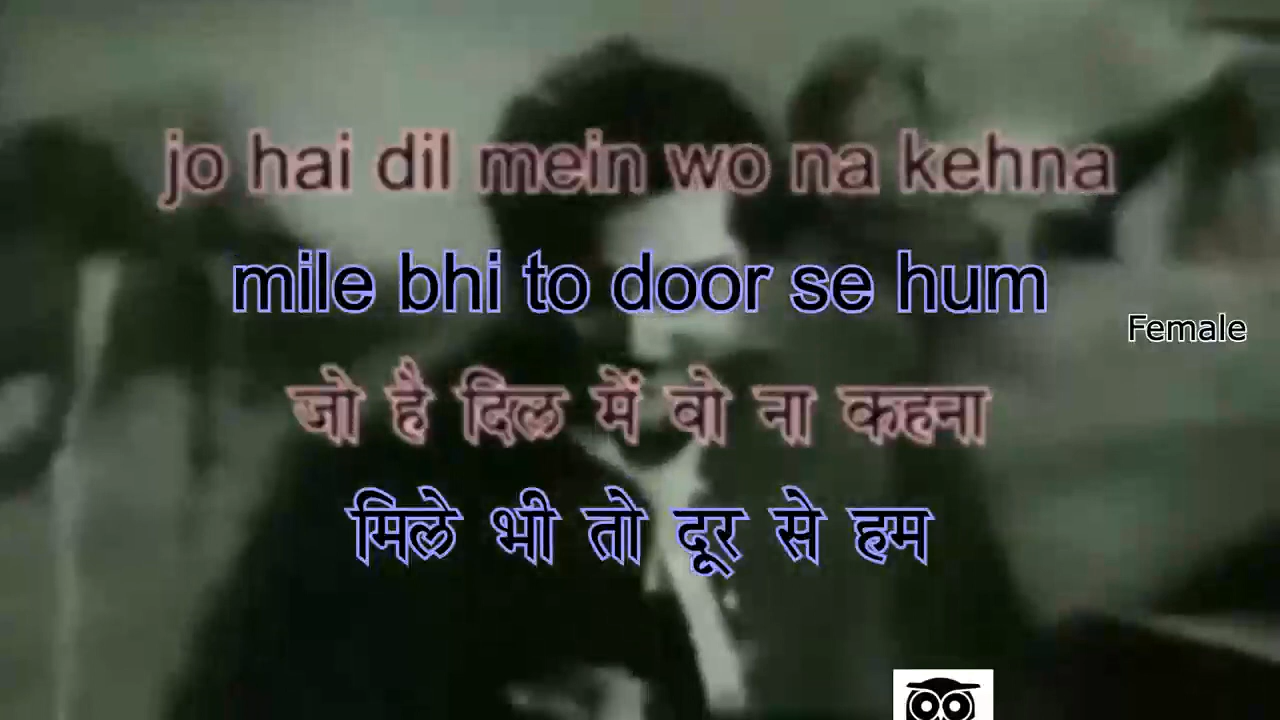 jo hai dil mein wo na kehna
mile bhi to door se hum
Female
जो है दिल में वो ना कहना
मिले भी तो दूर से हम